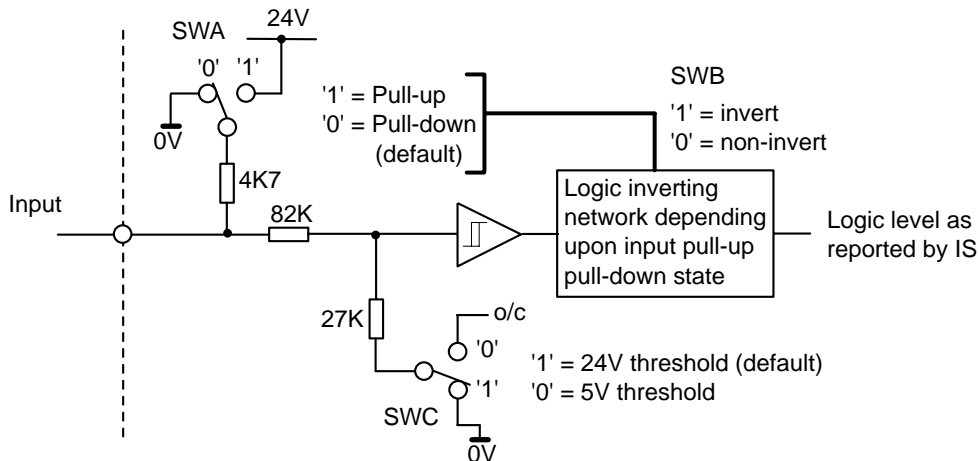 24V
SWA
'0' '1'
0V
4K7
Input
82K
27K
o/c
'0'
'1'
SWC
0V
'1' = 24V threshold (default)
'0' = 5V threshold
'1' = Pull-up
'0' = Pull-down
(default)
SWB
'1' = invert
'0' = non-invert
Logic inverting
network depending
upon input pull-up
pull-down state
Logic level as
reported by IS